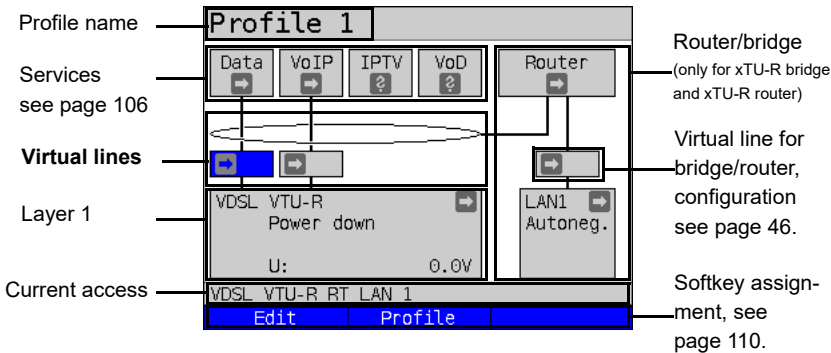 Profile name
Services
see page 106
Virtual lines
Layer 1
Current access
Profile 1
Data VoIP IPTV VoD
? ?
Router
VDSL VTU-R
Power down
U: 0.0V
LAN1
Autoneg.
VDSL VTU-R RT LAN 1
Edit Profile
Router/bridge
(only for xTU-R bridge
and xTU-R router)
Virtual line for
bridge/router,
configuration
see page 46.
Softkey assign-
ment, see
page 110.